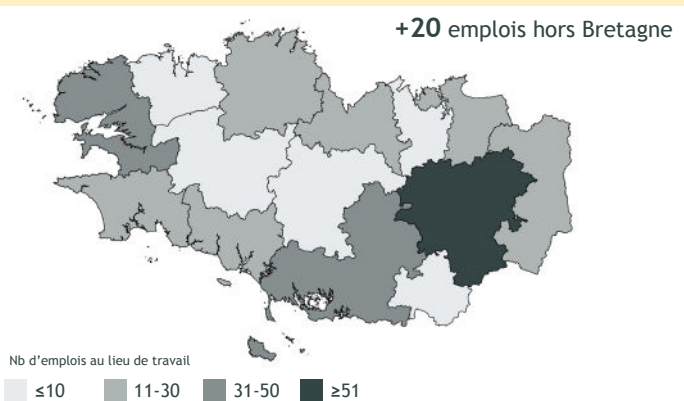 +20 emplois hors Bretagne
Nb d'emplois au lieu de travail
≤10 11-30 31-50 ≥51